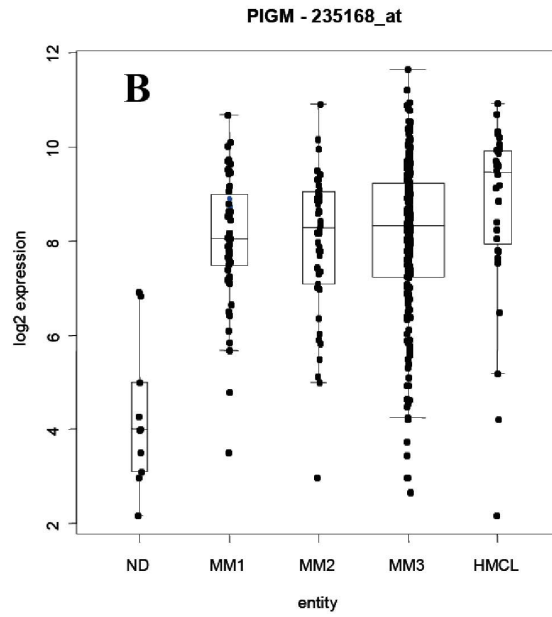 PIGM - 235168_at
B
12
10
8
6
4
2
log2 expression
ND MM1 MM2 MM3 HMCL
entity